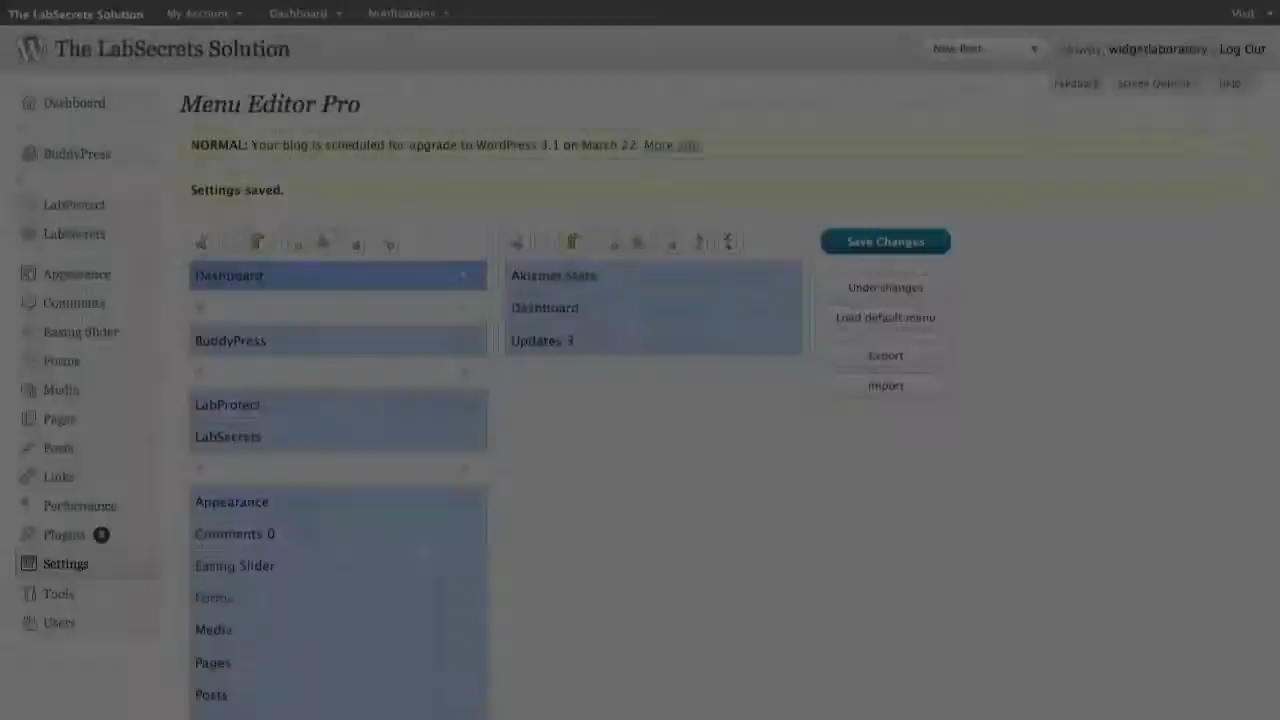 The LabSecrets Solution My Account Dashboard Notifications Visit
The LabSecrets Solution
New Post
Howdy, widgetlaboratory Log Out
Feedback Screen Options Help
Dashboard
BuddyPress
LabProtect
LabSecrets
Appearance
Comments
Easing Slider
Forms
Media
Pages
Posts
Links
Performance
Plugins
Settings
Tools
Users
Menu Editor Pro
NORMAL: Your blog is scheduled for upgrade to WordPress 3.1 on March 22. More info.
Settings saved.
Dashboard
BuddyPress
LabProtect
LabSecrets
Appearance
Comments 0
Easing Slider
Forms
Media
Pages
Posts
Akismet Stats
Dashboard
Updates 3
Save Changes
Undo changes
Load default menu
Export
Import